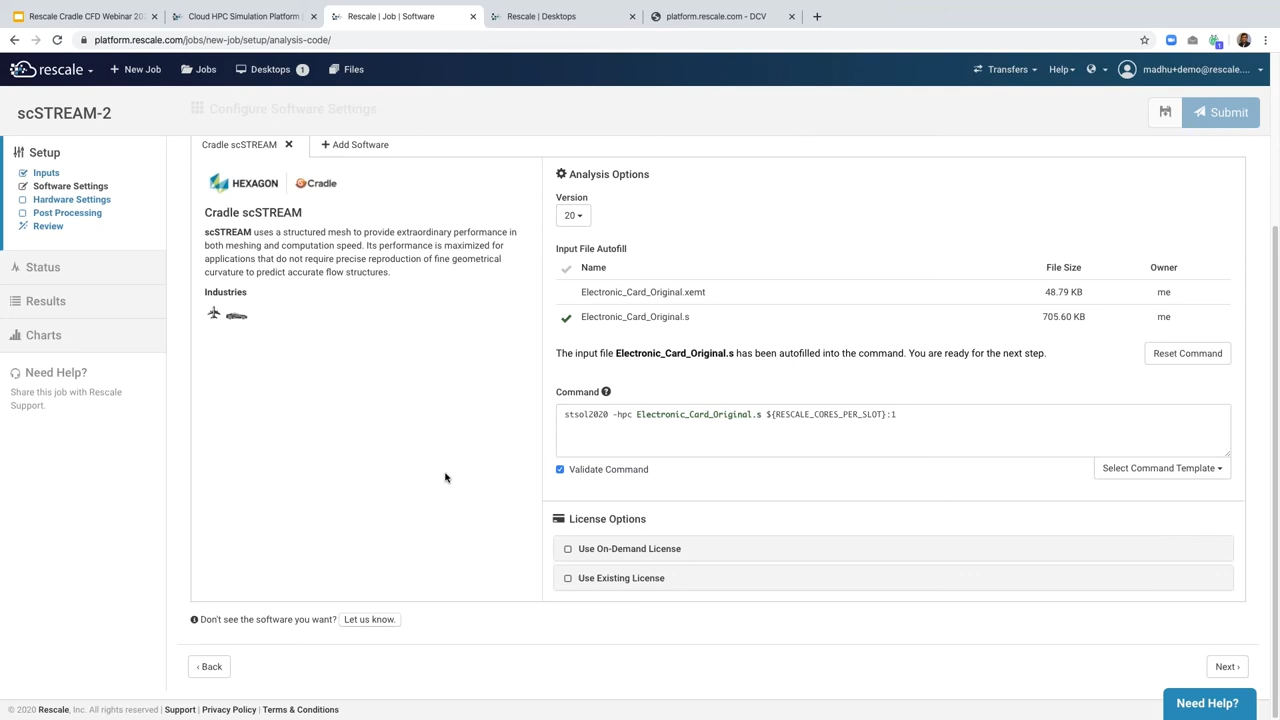 Rescale Cradle CFD Webinar 202
Cloud HPC Simulation Platform |
Rescale | Job | Software
Rescale | Desktops
platform.rescale.com - DCV
platform.rescale.com/jobs/new-job/setup/analysis-code/
1
rescale
New Job
Jobs
Desktops 1
Files
Transfers
Help
madhu+demo@rescale....
scSTREAM-2
Configure Software Settings
Submit
Setup
Inputs
Software Settings
Hardware Settings
Post Processing
Review
Status
Results
Charts
Need Help?
Share this job with Rescale
Support.
Cradle scSTREAM
+ Add Software
HEXAGON
Cradle
Cradle scSTREAM
scSTREAM uses a structured mesh to provide extraordinary performance in
both meshing and computation speed. Its performance is maximized for
applications that do not require precise reproduction of fine geometrical
curvature to predict accurate flow structures.
Industries
Analysis Options
Version
20
Input File Autofill
Name File Size Owner
Electronic_Card_Original.xemt 48.79 KB me
Electronic_Card_Original.s 705.60 KB me
The input file Electronic_Card_Original.s has been autofilled into the command. You are ready for the next step.
Reset Command
Command
stsol2020 -hpc Electronic_Card_Original.s ${RESCALE_CORES_PER_SLOT}:1
Validate Command
Select Command Template
License Options
Use On-Demand License
Use Existing License
Don't see the software you want? Let us know.
‹ Back
Next ›
© 2020 Rescale, Inc. All rights reserved | Support | Privacy Policy | Terms & Conditions
Need Help?